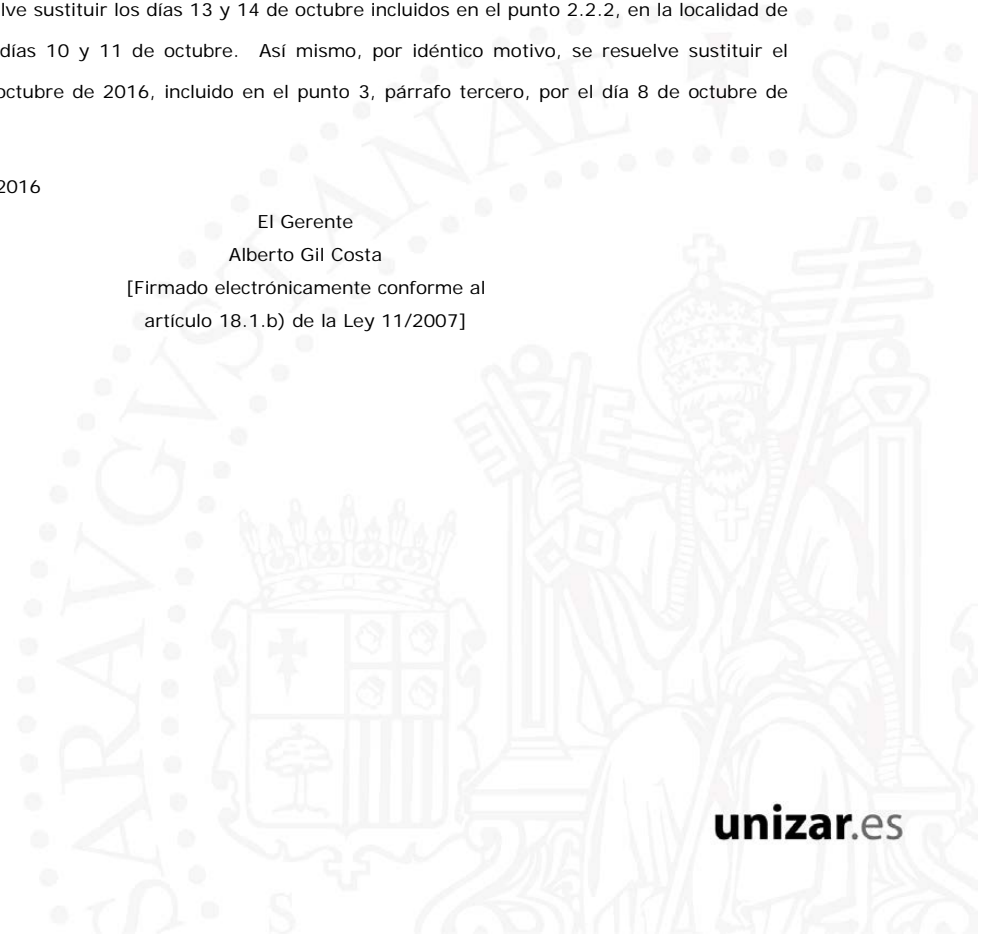 lve sustituir los días 13 y 14 de octubre incluidos en el punto 2.2.2, en la localidad de
días 10 y 11 de octubre. Así mismo, por idéntico motivo, se resuelve sustituir el
octubre de 2016, incluido en el punto 3, párrafo tercero, por el día 8 de octubre de
2016
El Gerente
Alberto Gil Costa
[Firmado electrónicamente conforme al
artículo 18.1.b) de la Ley 11/2007]
SARAVGVSTANAE ST
S
unizar.es